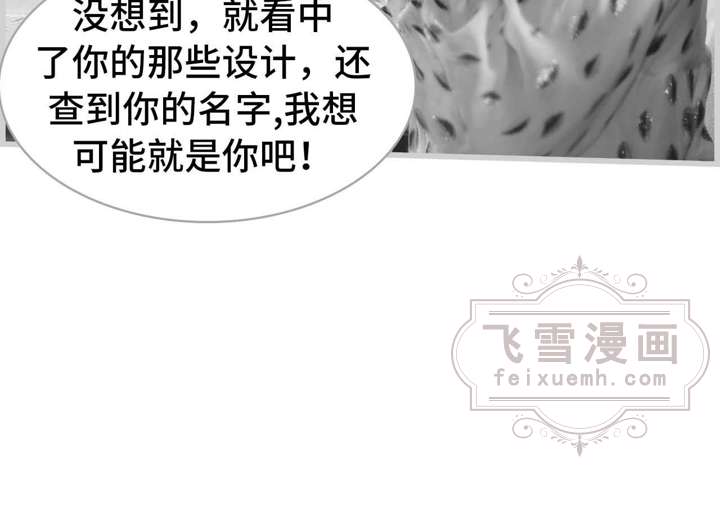 没想到，就看中
了你的那些设计，还
查到你的名字,我想
可能就是你吧！
飞雪漫画
feixuemh.com